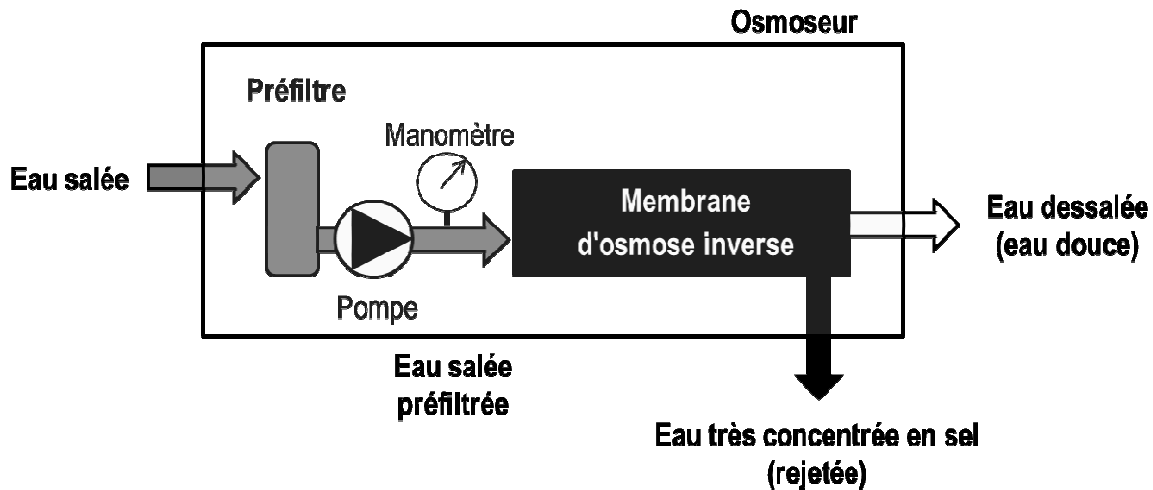 Osmoseur
Préfiltre
Manomètre
Eau salée
Membrane
d'osmose inverse
Eau dessalée
(eau douce)
Pompe
Eau salée
préfiltrée
Eau très concentrée en sel
(rejetée)